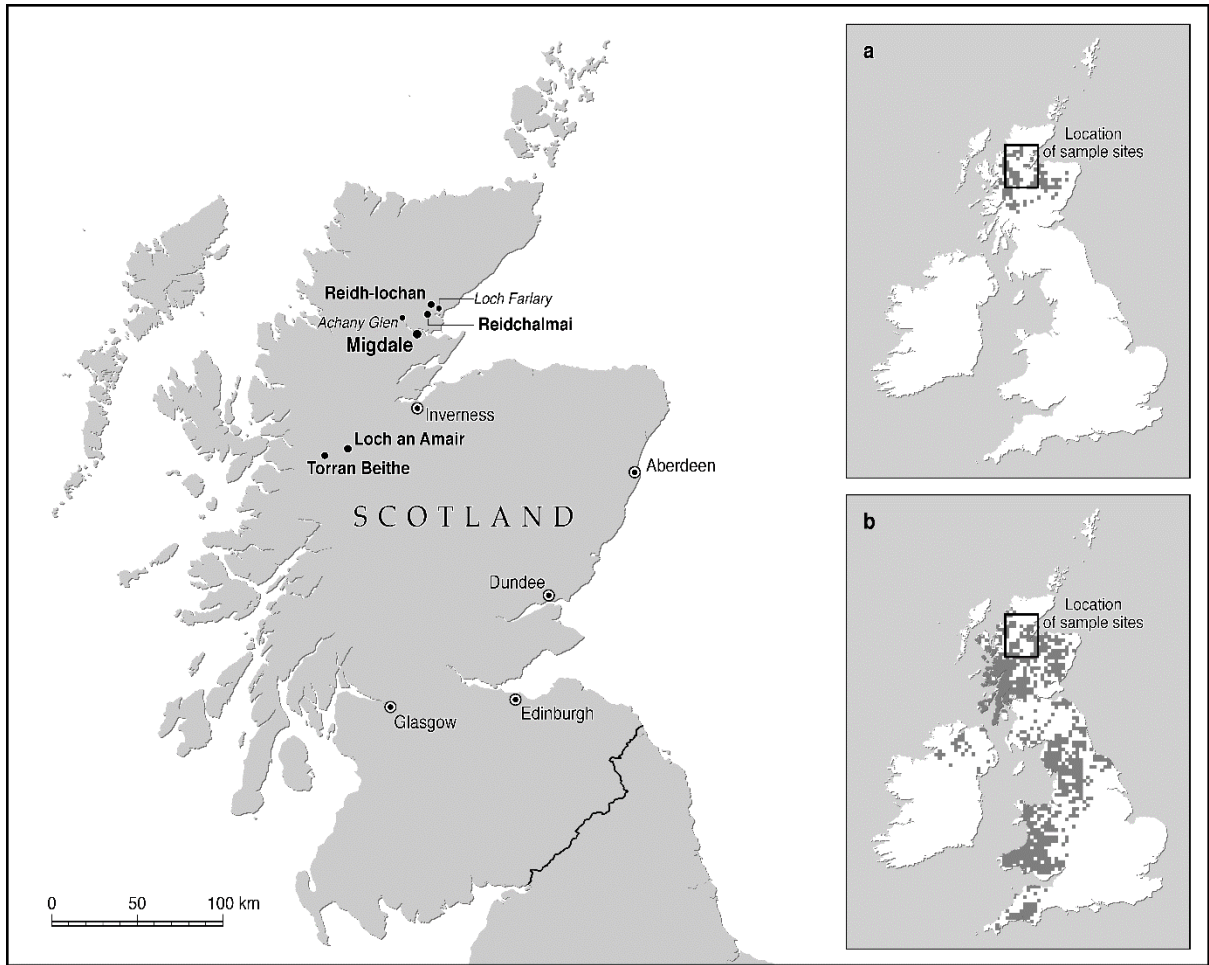 Reidh-lochan
Loch Farlary
Achany Glen
Reidchalmai
Migdale
Inverness
Loch an Amair
Torran Beithe
Aberdeen
SCOTLAND
Dundee
Edinburgh
Glasgow
0 50 100 km
a
Location
of sample sites
b
Location
of sample sites